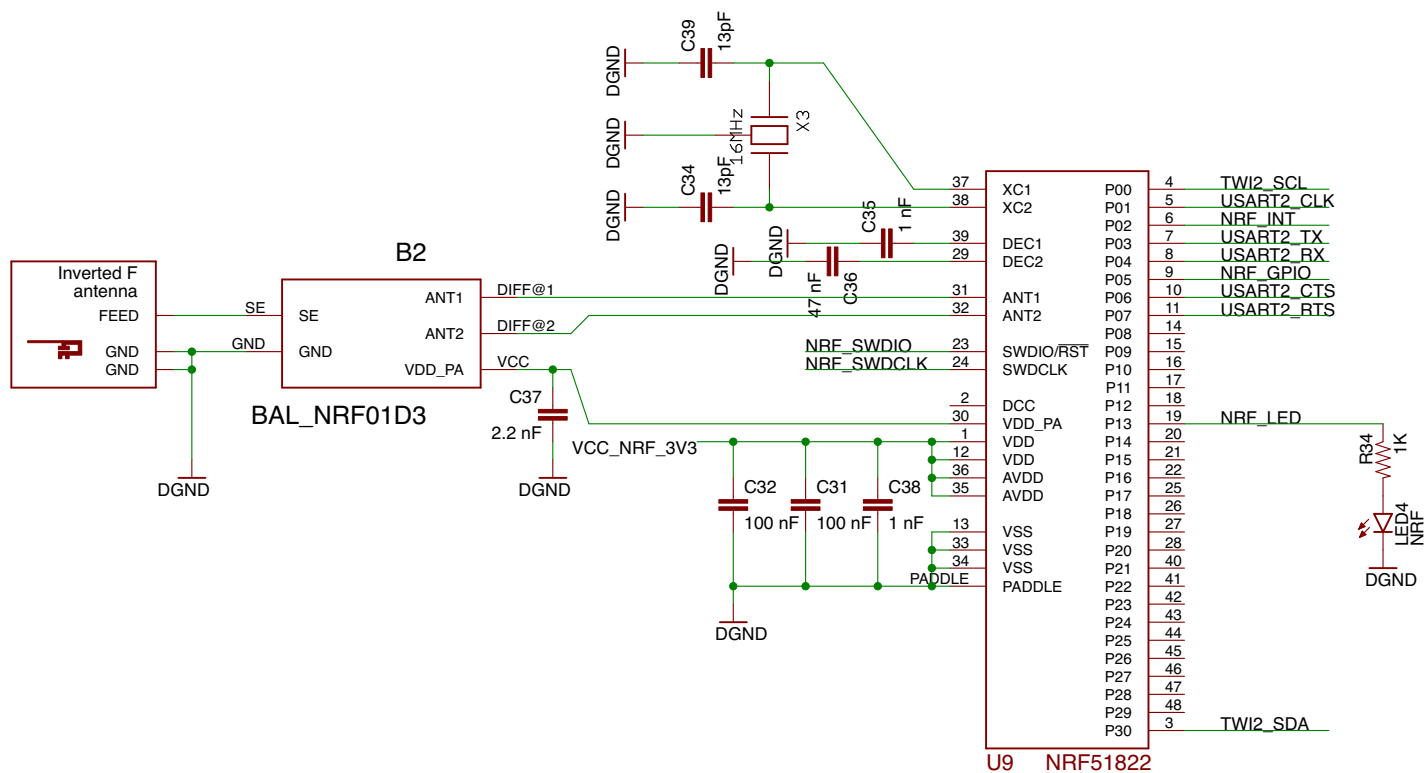 C39
13pF
DGND
DGND
16MHz
X3
C34
13pF
DGND
C35
1 nF
DGND
DGND
47 nF
C36
B2
Inverted F
antenna
FEED
GND
GND
SE
GND
SE
GND
ANT1
ANT2
VDD_PA
BAL_NRF01D3
DIFF@1
DIFF@2
VCC
C37
2.2 nF
DGND
DGND
VCC_NRF_3V3
C32
100 nF
C31
100 nF
C38
1 nF
PADDLE
DGND
NRF_SWDIO
NRF_SWDCLK
37 XC1
38 XC2
39 DEC1
29 DEC2
31 ANT1
32 ANT2
23 SWDIO/RST
24 SWDCLK
2 DCC
30 VDD_PA
1 VDD
12 VDD
36 AVDD
35 AVDD
13 VSS
33 VSS
34 VSS
PADDLE
P00 4 TWI2_SCL
P01 5 USART2_CLK
P02 6 NRF_INT
P03 7 USART2_TX
P04 8 USART2_RX
P05 9 NRF_GPIO
P06 10 USART2_CTS
P07 11 USART2_RTS
P08 14
P09 15
P10 16
P11 17
P12 18
P13 19 NRF_LED
P14 20
P15 21
P16 22
P17 25
P18 26
P19 27
P20 28
P21 40
P22 41
P23 42
P24 43
P25 44
P26 45
P27 46
P28 47
P29 48
P30 3 TWI2_SDA
R34
1K
LED4
NRF
DGND
U9 NRF51822